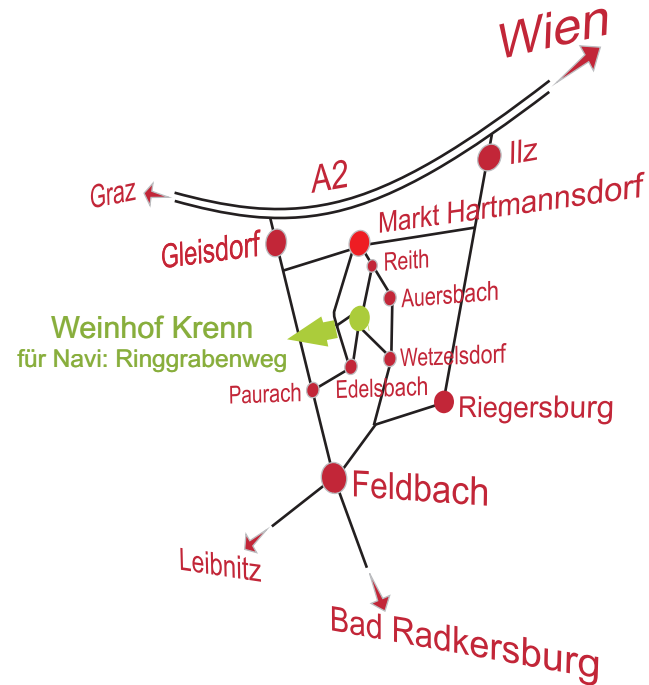 Wien
Ilz
A2
Graz
Markt Hartmannsdorf
Gleisdorf
Reith
Auersbach
Weinhof Krenn
für Navi: Ringgrabenweg
Wetzelsdorf
Paurach
Edelsbach
Riegersburg
Feldbach
Leibnitz
Bad Radkersburg